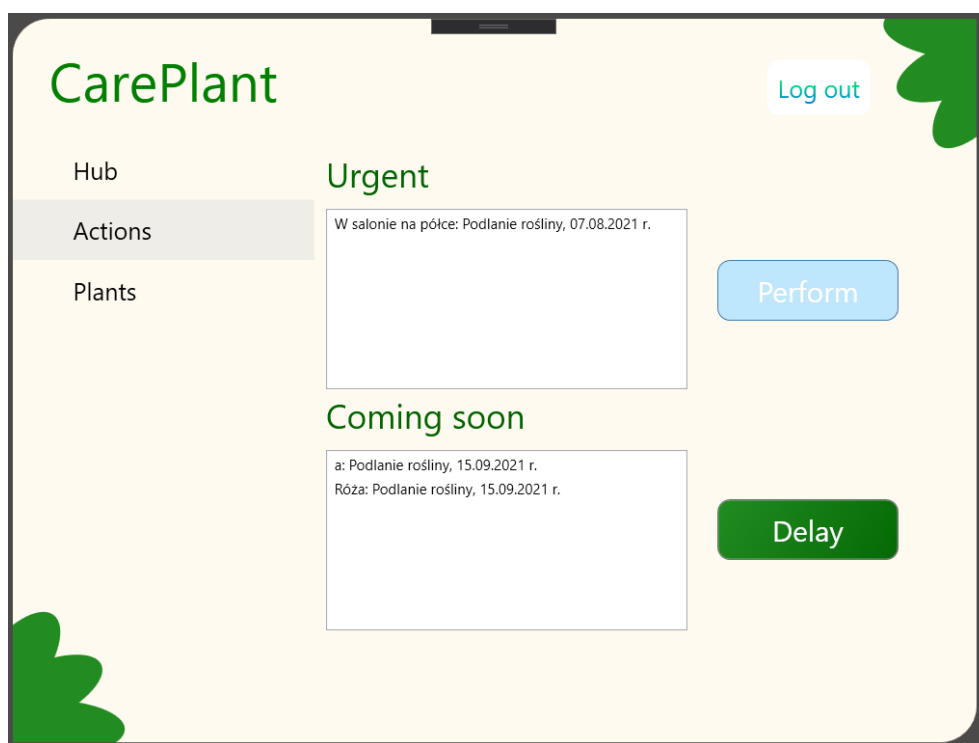 CarePlant
Log out
Hub
Actions
Plants
Urgent
W salonie na półce: Podlanie rośliny, 07.08.2021 r.
Perform
Coming soon
a: Podlanie rośliny, 15.09.2021 r.
Róża: Podlanie rośliny, 15.09.2021 r.
Delay